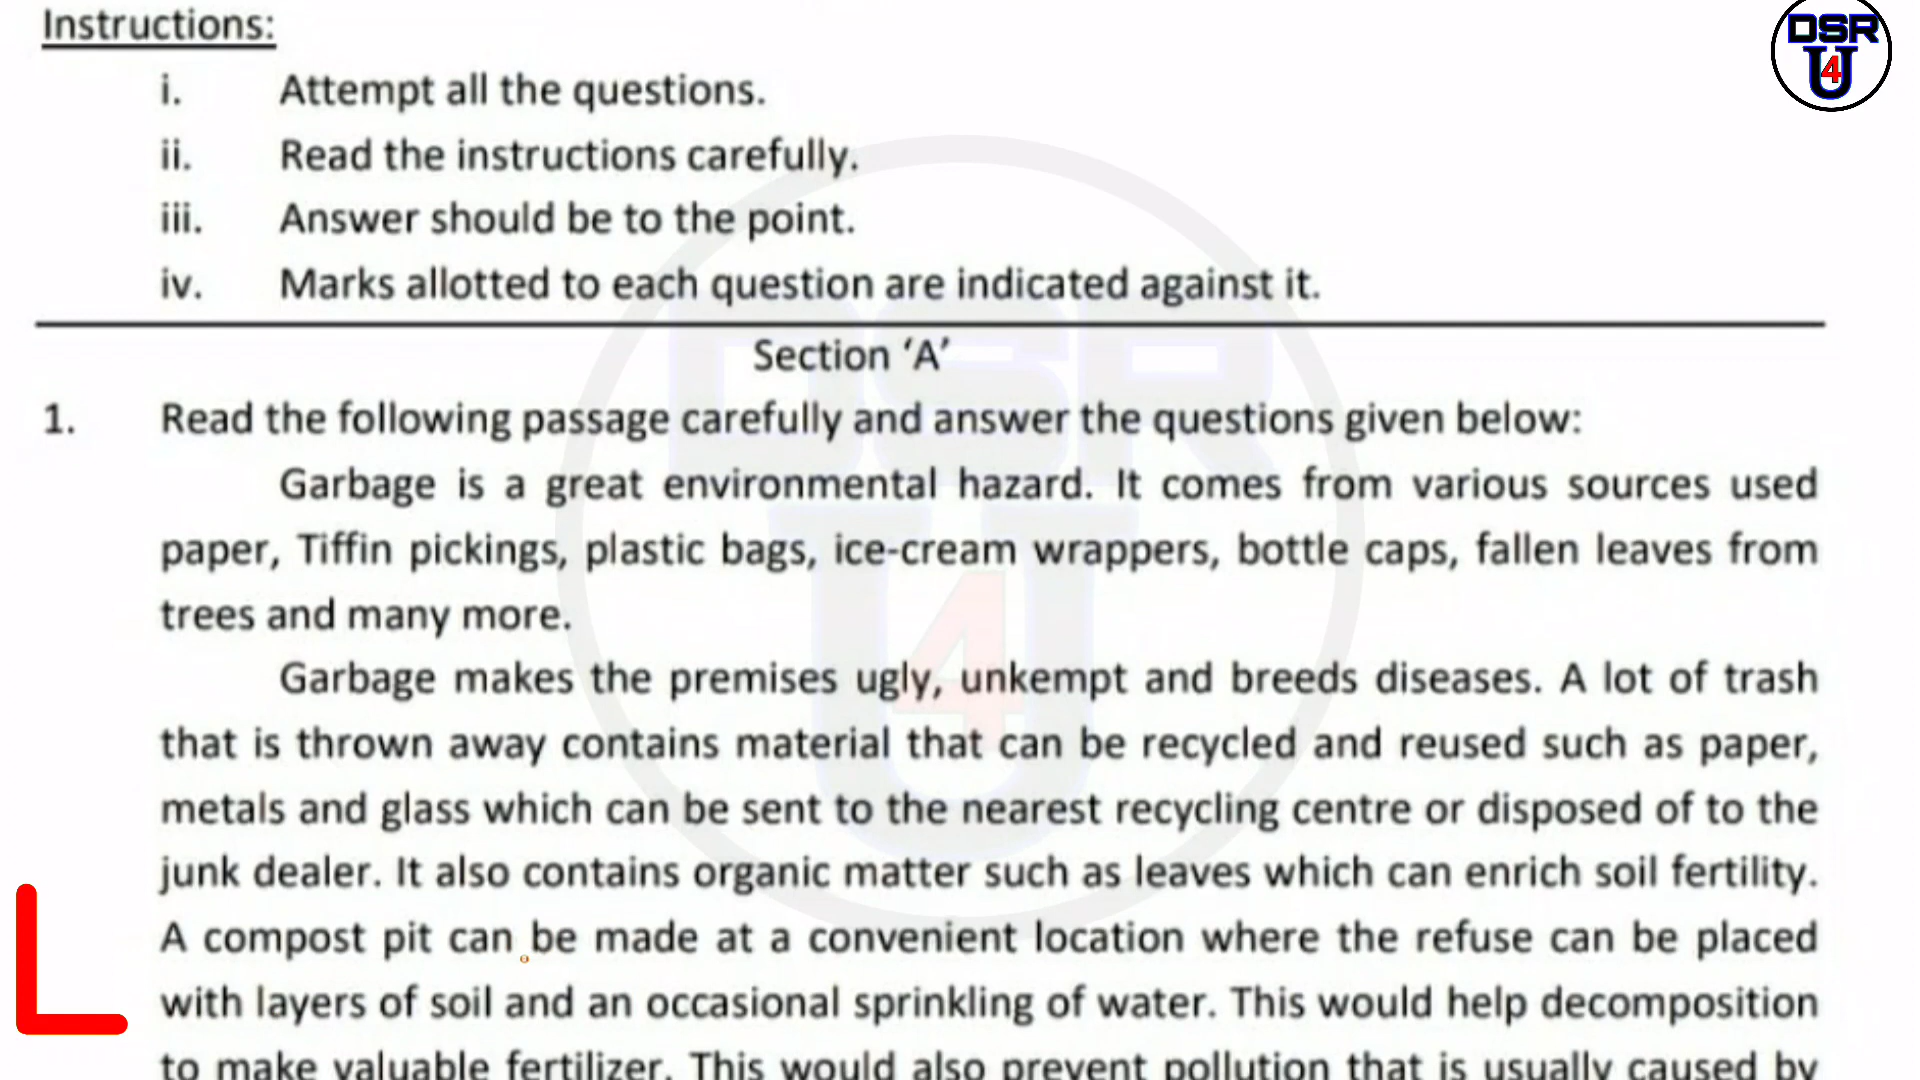 Instructions:
DSR
U
4
i. Attempt all the questions.
ii. Read the instructions carefully.
iii. Answer should be to the point.
iv. Marks allotted to each question are indicated against it.
Section ‘A’
1. Read the following passage carefully and answer the questions given below:
Garbage is a great environmental hazard. It comes from various sources used
paper, Tiffin pickings, plastic bags, ice-cream wrappers, bottle caps, fallen leaves from
trees and many more.
Garbage makes the premises ugly, unkempt and breeds diseases. A lot of trash
that is thrown away contains material that can be recycled and reused such as paper,
metals and glass which can be sent to the nearest recycling centre or disposed of to the
junk dealer. It also contains organic matter such as leaves which can enrich soil fertility.
A compost pit can be made at a convenient location where the refuse can be placed
with layers of soil and an occasional sprinkling of water. This would help decomposition
to make valuable fertilizer. This would also prevent pollution that is usually caused by